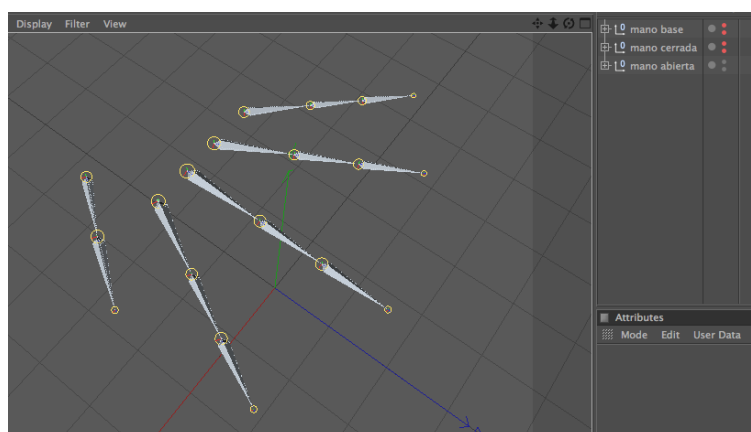 Display Filter View
mano base
mano cerrada
mano abierta
Attributes
Mode Edit User Data